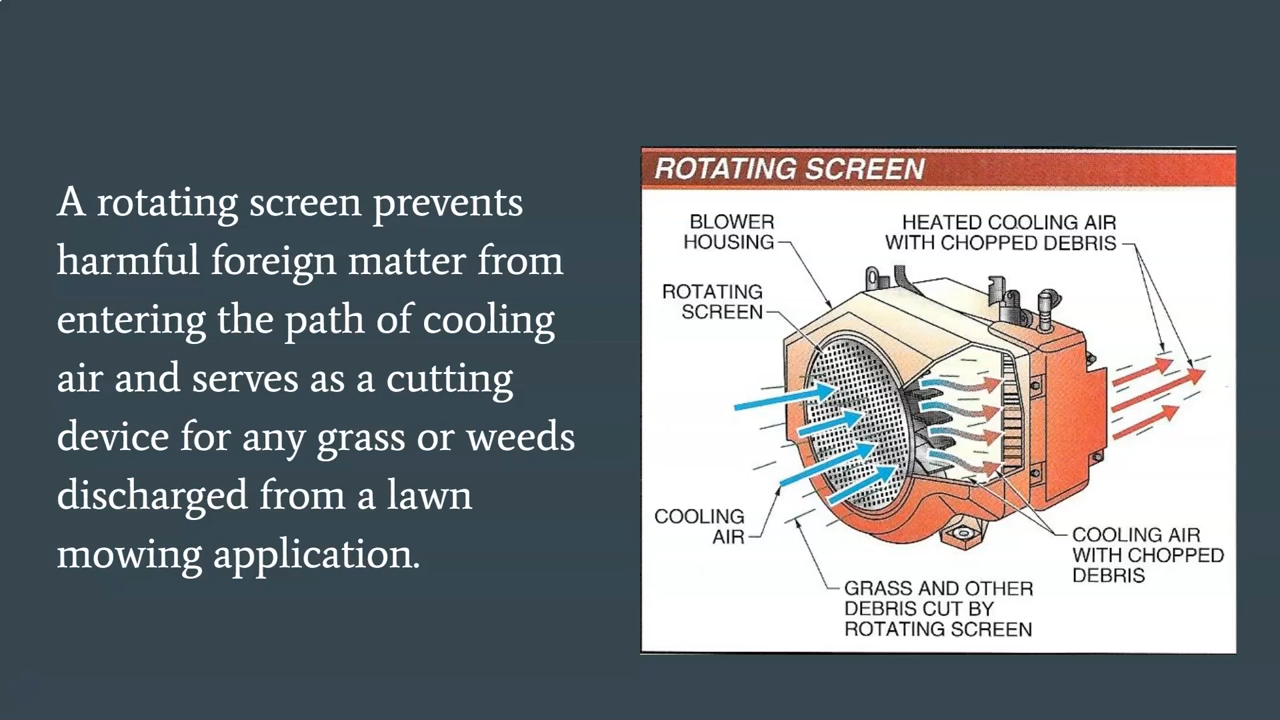 A rotating screen prevents
harmful foreign matter from
entering the path of cooling
air and serves as a cutting
device for any grass or weeds
discharged from a lawn
mowing application.
ROTATING SCREEN
BLOWER
HOUSING
HEATED COOLING AIR
WITH CHOPPED DEBRIS
ROTATING
SCREEN
COOLING
AIR
COOLING AIR
WITH CHOPPED
DEBRIS
GRASS AND OTHER
DEBRIS CUT BY
ROTATING SCREEN